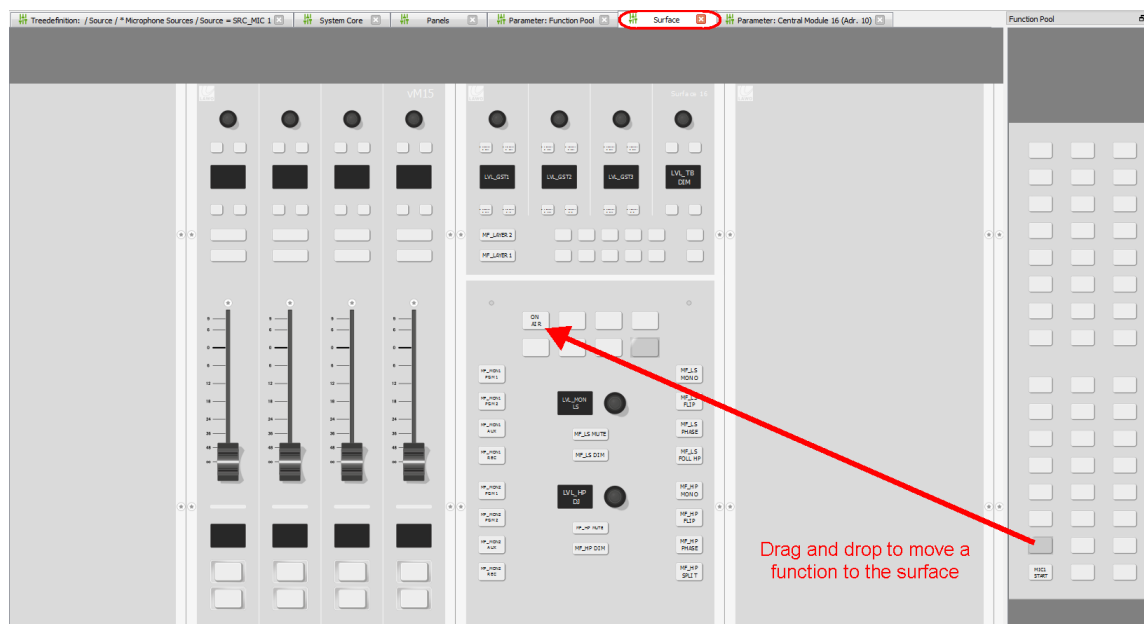 Treedefinition: / Source / * Microphone Sources / Source = SRC_MIC 1
System Core
Panels
Parameter: Function Pool
Surface
Parameter: Central Module 16 (Adr. 10)
Function Pool
vM15
Surface 16
LVL_GST1
LVL_GST2
LVL_GST3
LVL_TB
DIM
MF_LAYER 2
MF_LAYER 1
ON
AIR
MF_MON1
PGM 1
MF_LS
MONO
MF_MON1
PGM 2
LVL_MON
LS
MF_LS
FLIP
MF_MON1
AUX
MF_LS MUTE
MF_LS
PHASE
MF_MON1
REC
MF_LS DIM
MF_LS
FOLL HP
MF_MON2
PGM 1
LVL_HP
DJ
MF_HP
MONO
MF_MON2
PGM 2
MF_HP MUTE
MF_HP
FLIP
MF_MON2
AUX
MF_HP DIM
MF_HP
PHASE
MF_MON2
REC
MF_HP
SPLIT
Drag and drop to move a
function to the surface
MIC1
START